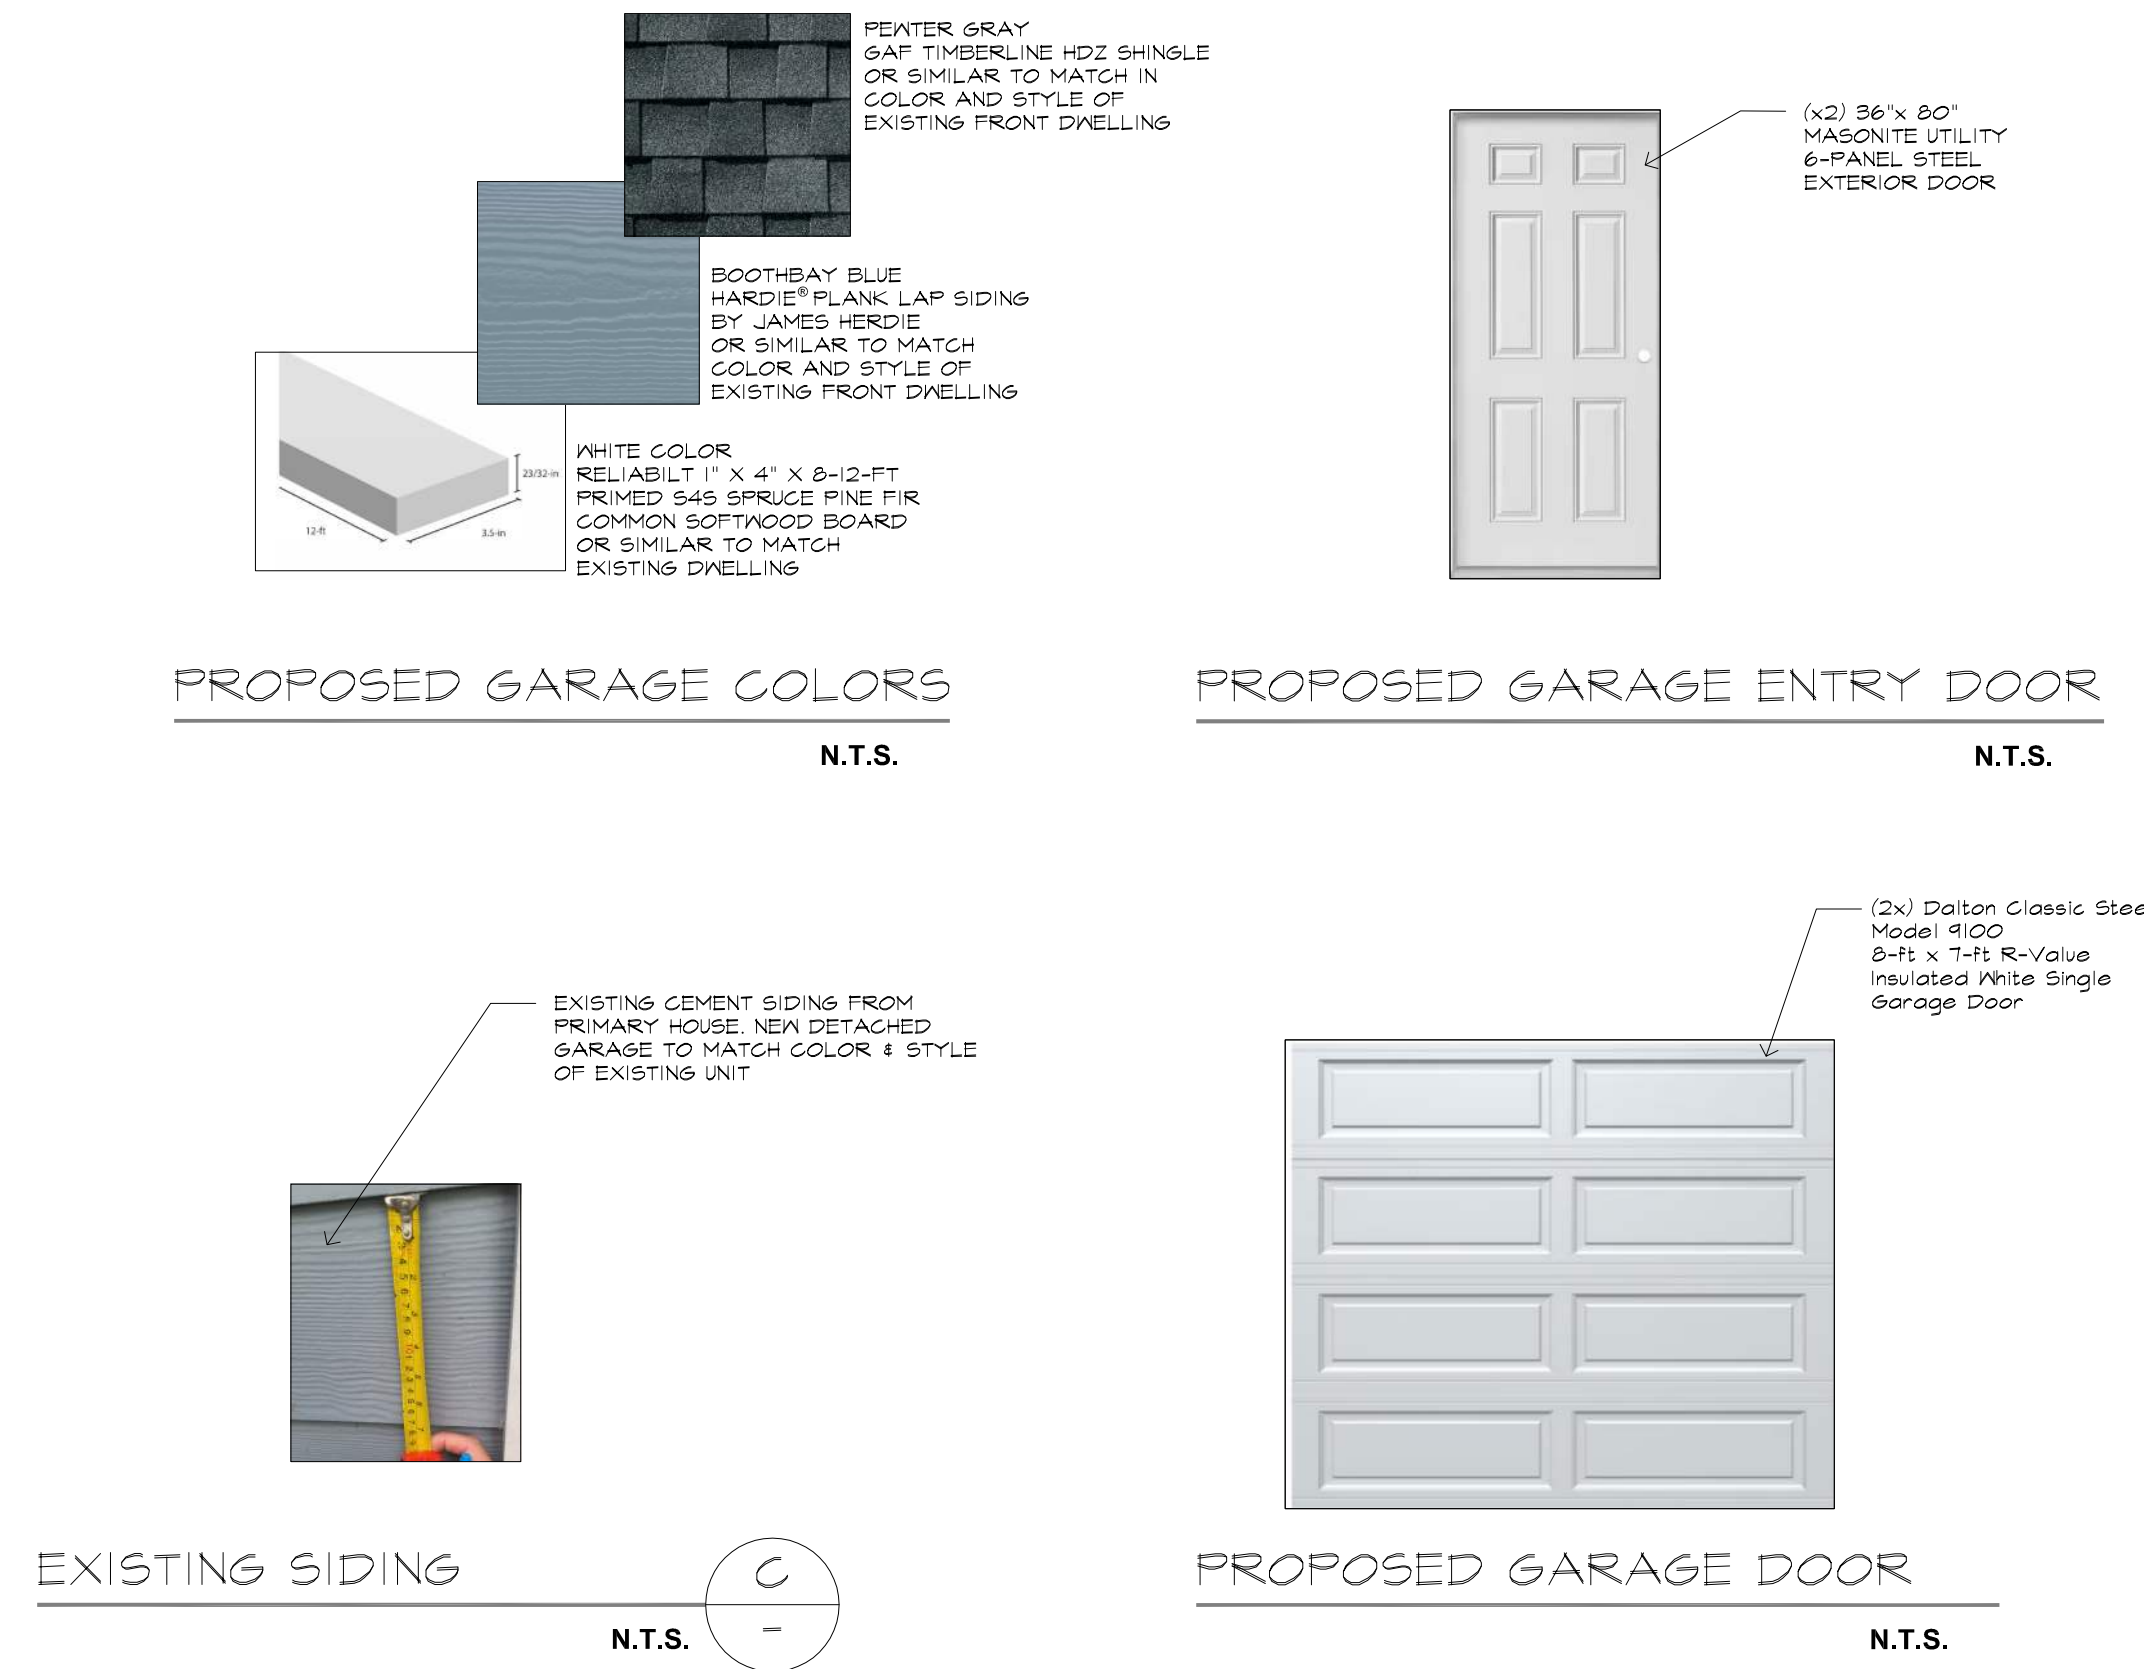 PEWTER GRAY
GAF TIMBERLINE HDZ SHINGLE
OR SIMILAR TO MATCH IN
COLOR AND STYLE OF
EXISTING FRONT DWELLING
BOOTHBAY BLUE
HARDIE® PLANK LAP SIDING
BY JAMES HERDIE
OR SIMILAR TO MATCH
COLOR AND STYLE OF
EXISTING FRONT DWELLING
23/32-in
12-ft
3.5-in
WHITE COLOR
RELIABILT 1" X 4" X 8-12-FT
PRIMED S4S SPRUCE PINE FIR
COMMON SOFTWOOD BOARD
OR SIMILAR TO MATCH
EXISTING DWELLING
PROPOSED GARAGE COLORS
N.T.S.
(x2) 36"x 80"
MASONITE UTILITY
6-PANEL STEEL
EXTERIOR DOOR
PROPOSED GARAGE ENTRY DOOR
N.T.S.
EXISTING CEMENT SIDING FROM
PRIMARY HOUSE. NEW DETACHED
GARAGE TO MATCH COLOR & STYLE
OF EXISTING UNIT
EXISTING SIDING
N.T.S.
C
–
(2x) Dalton Classic Stee
Model 9100
8-ft x 7-ft R-Value
Insulated White Single
Garage Door
PROPOSED GARAGE DOOR
N.T.S.